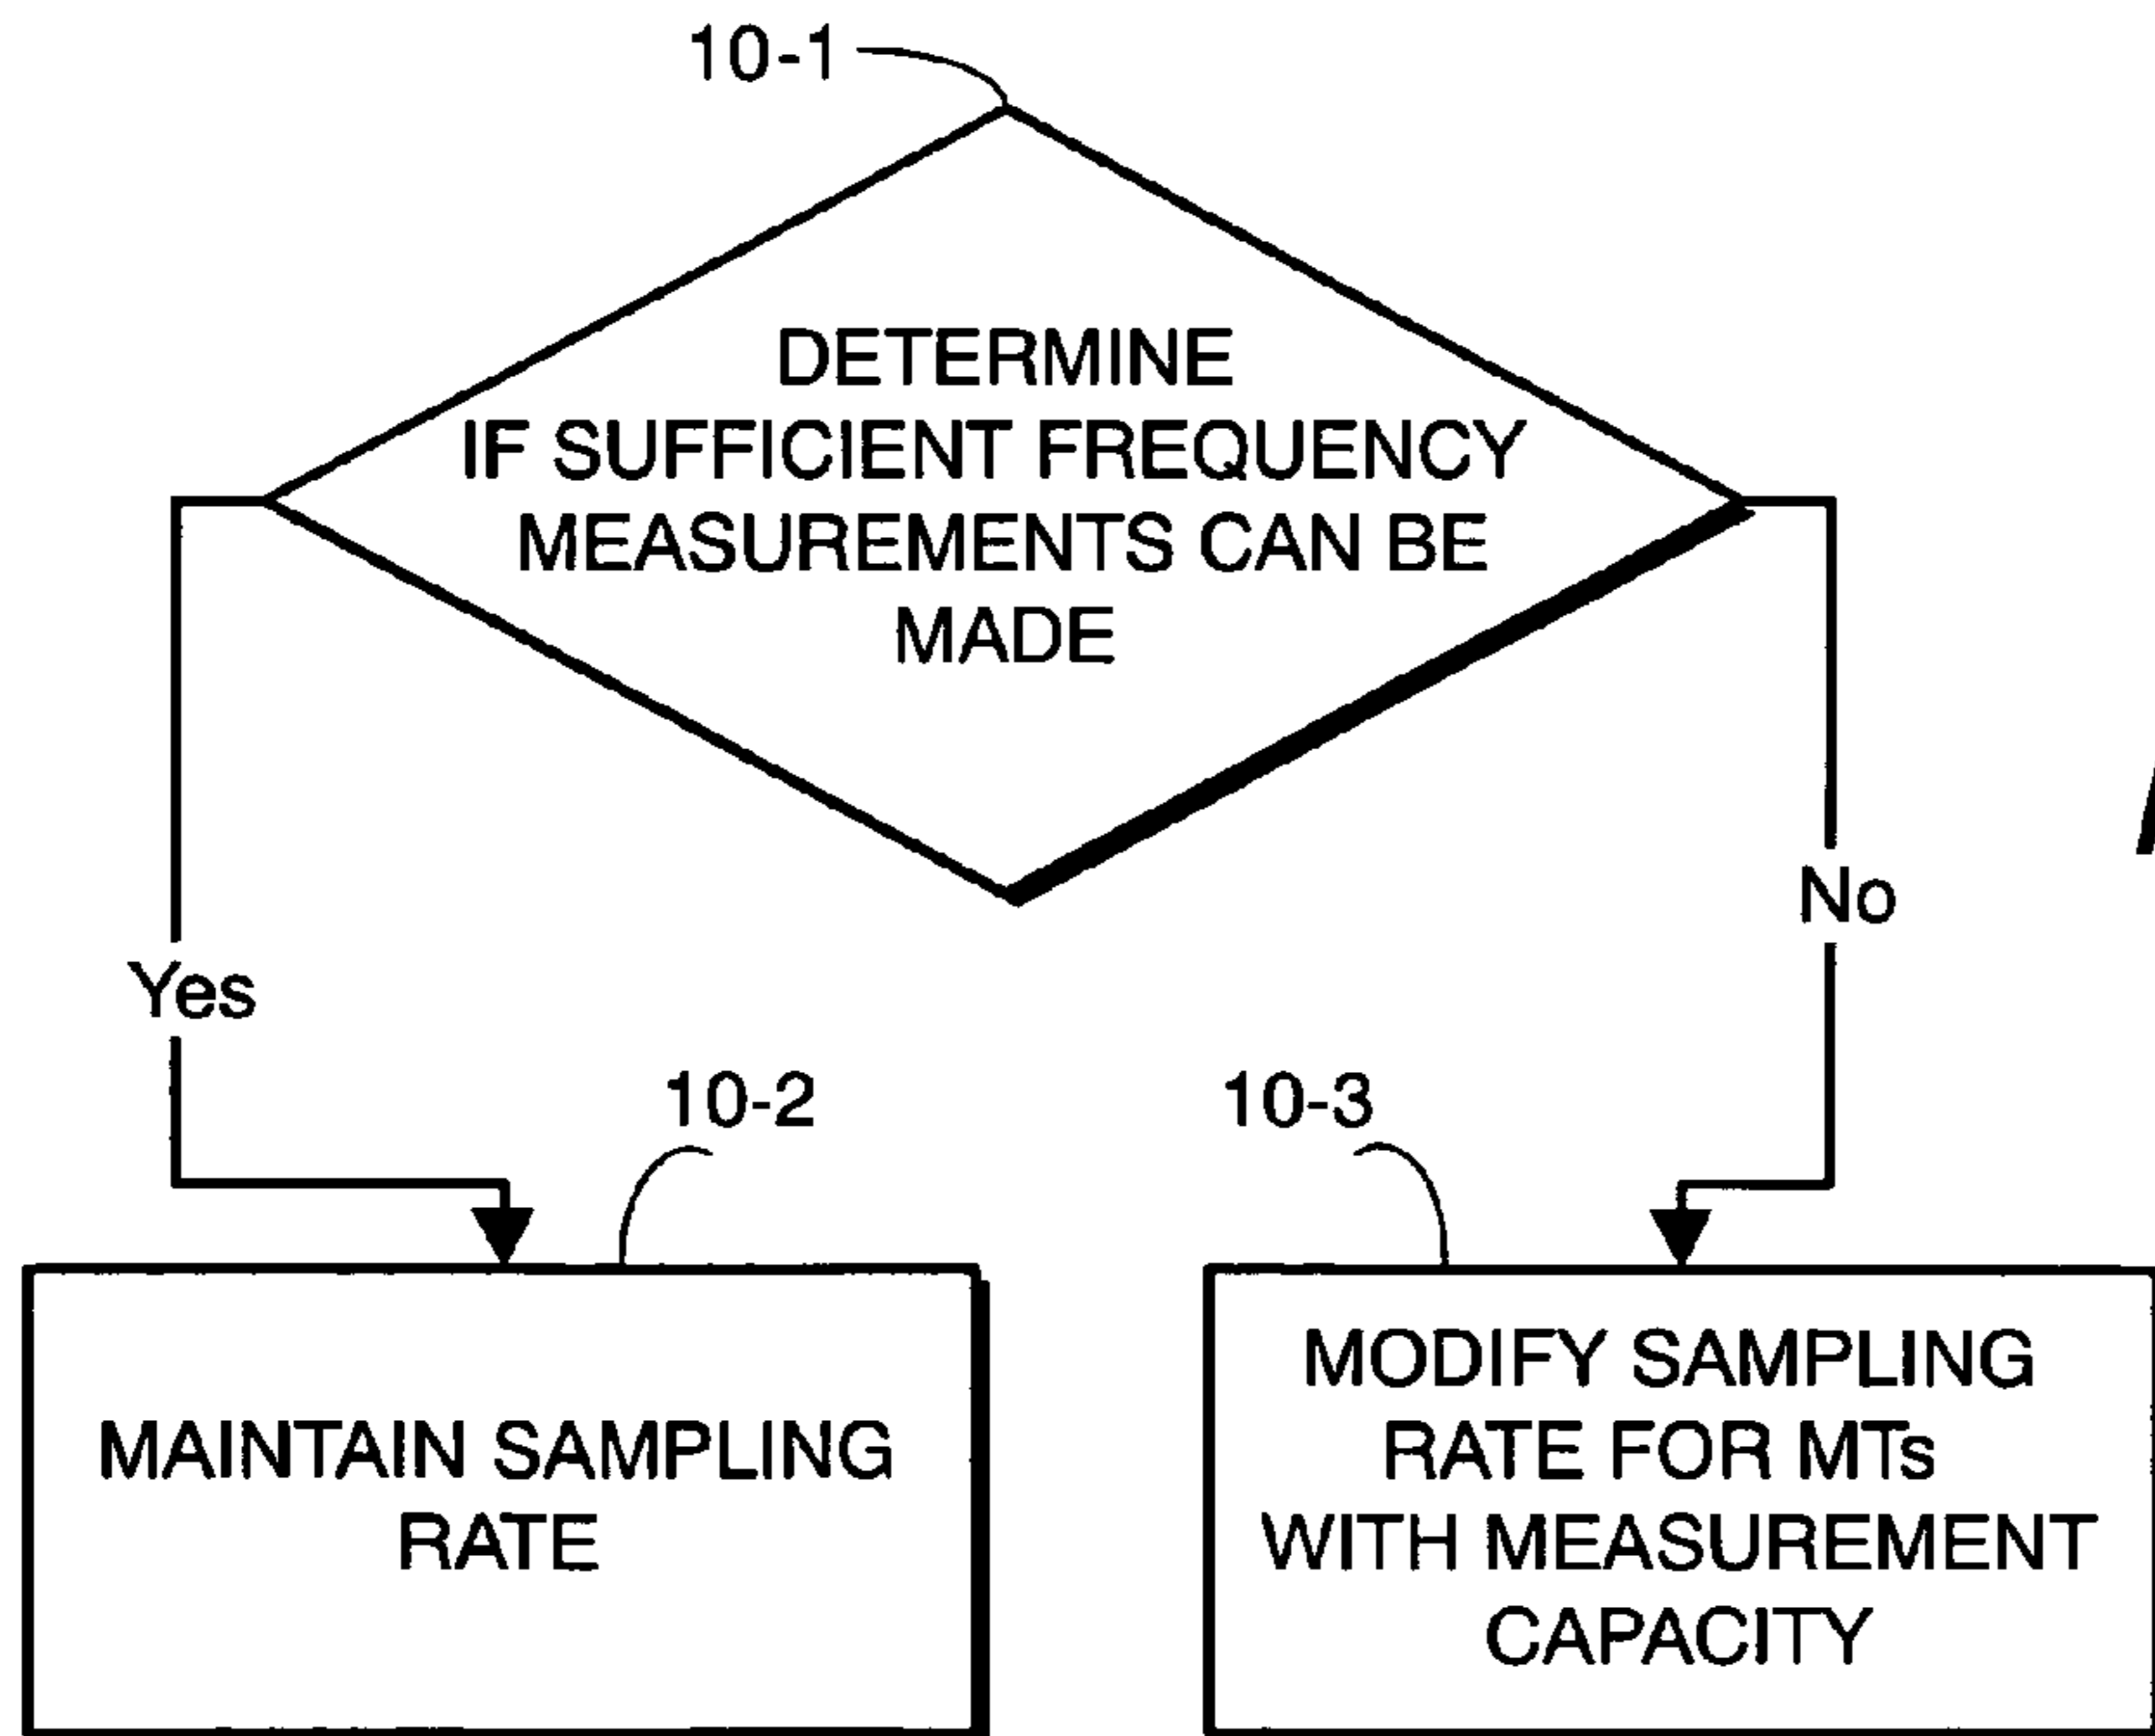 10-1
DETERMINE
IF SUFFICIENT FREQUENCY
MEASUREMENTS CAN BE
MADE
Yes
No
10-2
10-3
MAINTAIN SAMPLING
RATE
MODIFY SAMPLING
RATE FOR MTs
WITH MEASUREMENT
CAPACITY